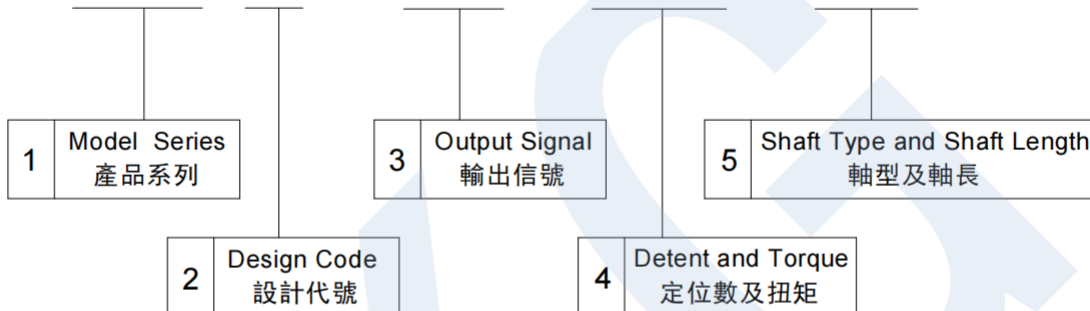 1
Model Series
產品系列
3
Output Signal
輸出信號
5
Shaft Type and Shaft Length
軸型及軸長
2
Design Code
設計代號
4
Detent and Torque
定位數及扭矩